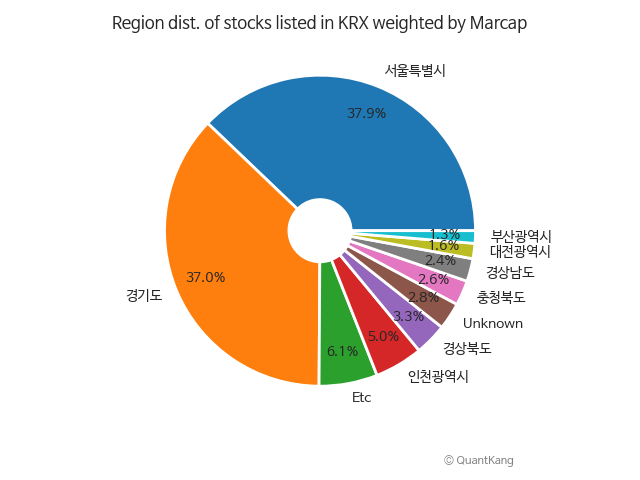 Region dist. of stocks listed in KRX weighted by Marcap
서울특별시
37.9%
경기도
37.0%
Etc
6.1%
인천광역시
5.0%
경상북도
3.3%
Unknown
2.8%
충청북도
2.6%
경상남도
2.4%
대전광역시
1.6%
부산광역시
1.3%
© QuantKang